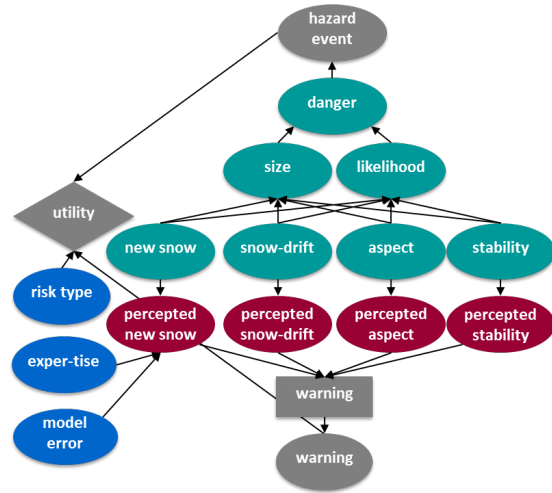 hazard
event
danger
size
likelihood
utility
new snow
snow-drift
aspect
stability
risk type
percepted
new snow
percepted
snow-drift
percepted
aspect
percepted
stability
exper-tise
warning
model
error
warning